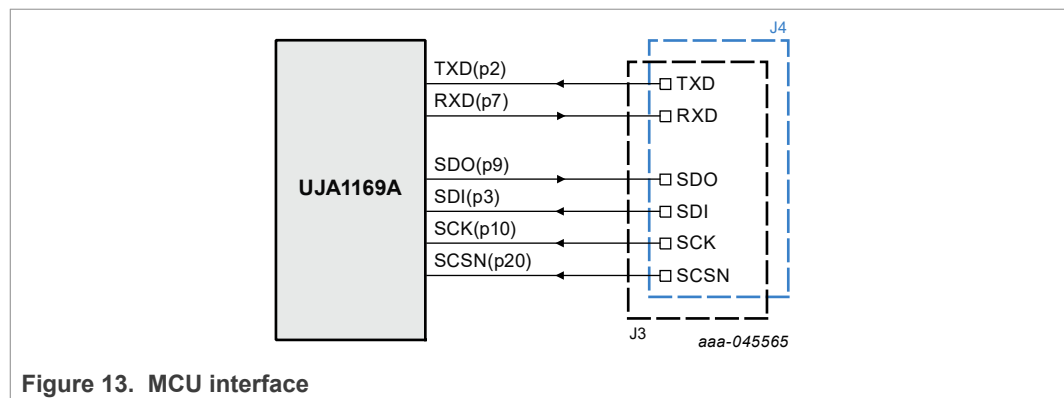 J4
TXD(p2)
TXD
RXD(p7)
RXD
SDO(p9)
SDO
UJA1169A
SDI(p3)
SDI
SCK(p10)
SCK
SCSN(p20)
SCSN
J3
aaa-045565
Figure 13. MCU interface